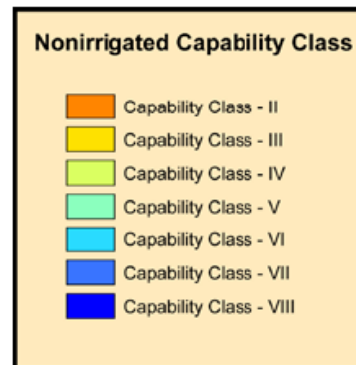 Nonirrigated Capability Class
Capability Class - II
Capability Class - III
Capability Class - IV
Capability Class - V
Capability Class - VI
Capability Class - VII
Capability Class - VIII